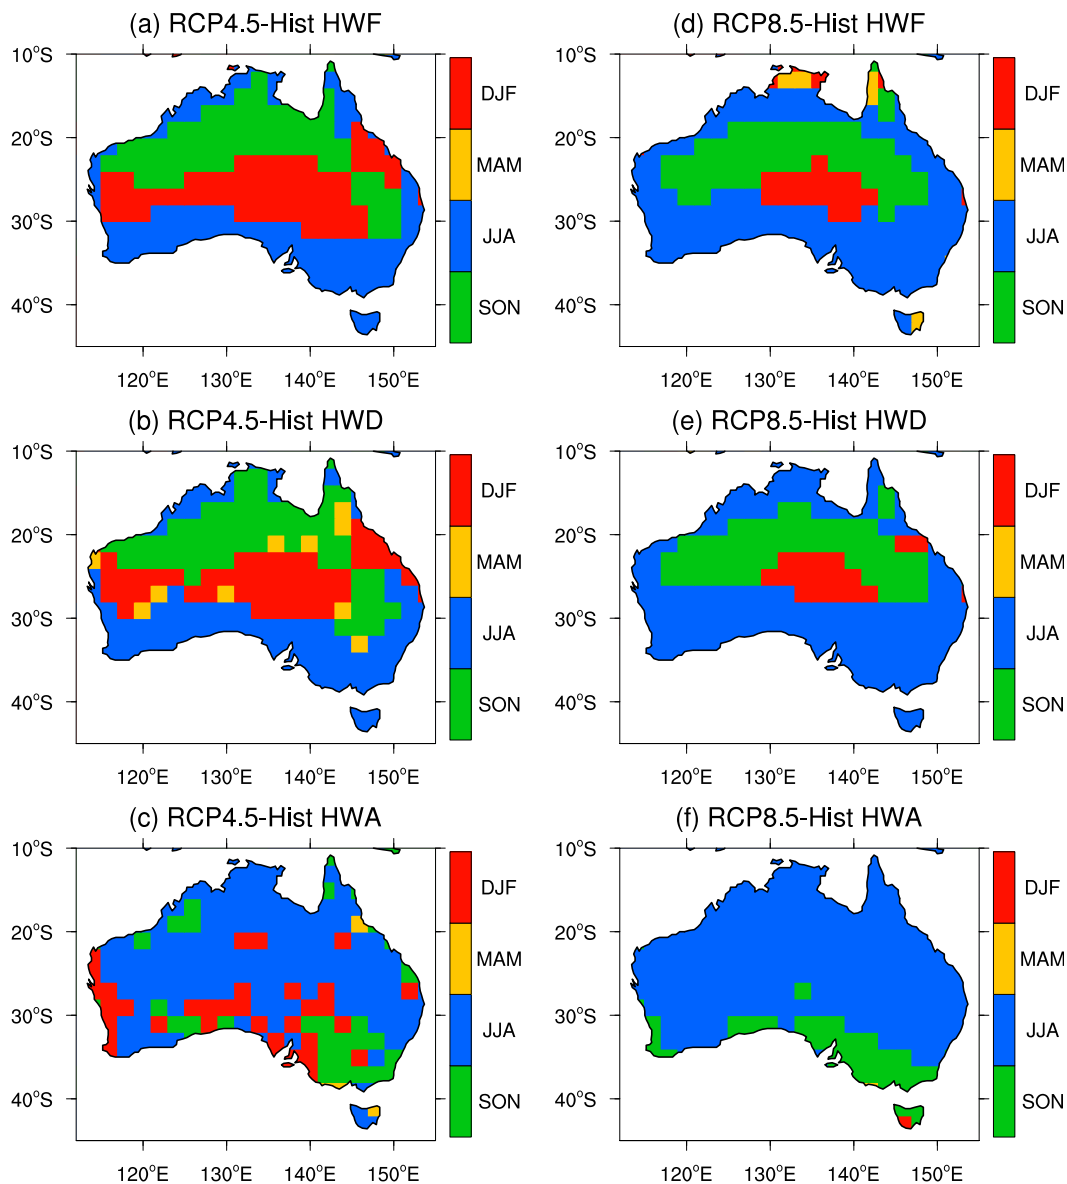 (a) RCP4.5-Hist HWF
10°S
20°S
30°S
40°S
120°E 130°E 140°E 150°E
DJF
MAM
JJA
SON
(d) RCP8.5-Hist HWF
10°S
20°S
30°S
40°S
120°E 130°E 140°E 150°E
DJF
MAM
JJA
SON
(b) RCP4.5-Hist HWD
10°S
20°S
30°S
40°S
120°E 130°E 140°E 150°E
DJF
MAM
JJA
SON
(e) RCP8.5-Hist HWD
10°S
20°S
30°S
40°S
120°E 130°E 140°E 150°E
DJF
MAM
JJA
SON
(c) RCP4.5-Hist HWA
10°S
20°S
30°S
40°S
120°E 130°E 140°E 150°E
DJF
MAM
JJA
SON
(f) RCP8.5-Hist HWA
10°S
20°S
30°S
40°S
120°E 130°E 140°E 150°E
DJF
MAM
JJA
SON